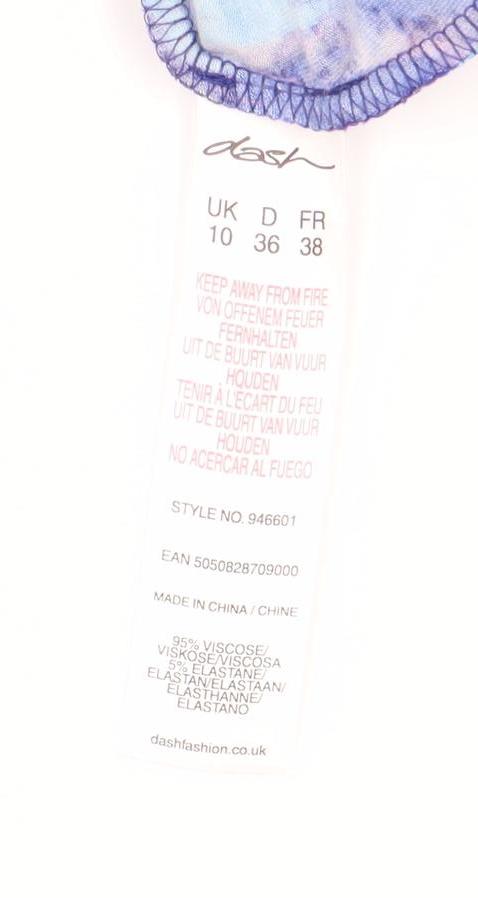 dash
UK D FR
10 36 38
KEEP AWAY FROM FIRE
VON OFFENEM FEUER
FERNHALTEN
UIT DE BUURT VAN VUUR
HOUDEN
TENIR À L'ECART DU FEU
UIT DE BUURT VAN VUUR
HOUDEN
NO ACERCAR AL FUEGO
STYLE NO. 946601
EAN 5050828709000
MADE IN CHINA / CHINE
95% VISCOSE/
VISKOSE/VISCOSA
5% ELASTANE/
ELASTAN/ELASTAAN/
ELASTHANNE/
ELASTANO
dashfashion.co.uk